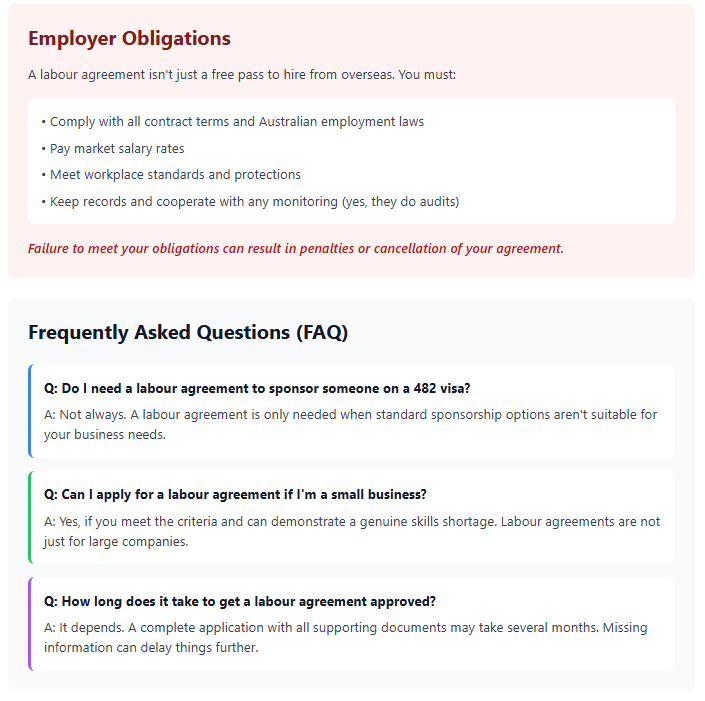 Employer Obligations
A labour agreement isn't just a free pass to hire from overseas. You must:
• Comply with all contract terms and Australian employment laws
• Pay market salary rates
• Meet workplace standards and protections
• Keep records and cooperate with any monitoring (yes, they do audits)
Failure to meet your obligations can result in penalties or cancellation of your agreement.
Frequently Asked Questions (FAQ)
Q: Do I need a labour agreement to sponsor someone on a 482 visa?
A: Not always. A labour agreement is only needed when standard sponsorship options aren't suitable for
your business needs.
Q: Can I apply for a labour agreement if I'm a small business?
A: Yes, if you meet the criteria and can demonstrate a genuine skills shortage. Labour agreements are not
just for large companies.
Q: How long does it take to get a labour agreement approved?
A: It depends. A complete application with all supporting documents may take several months. Missing
information can delay things further.